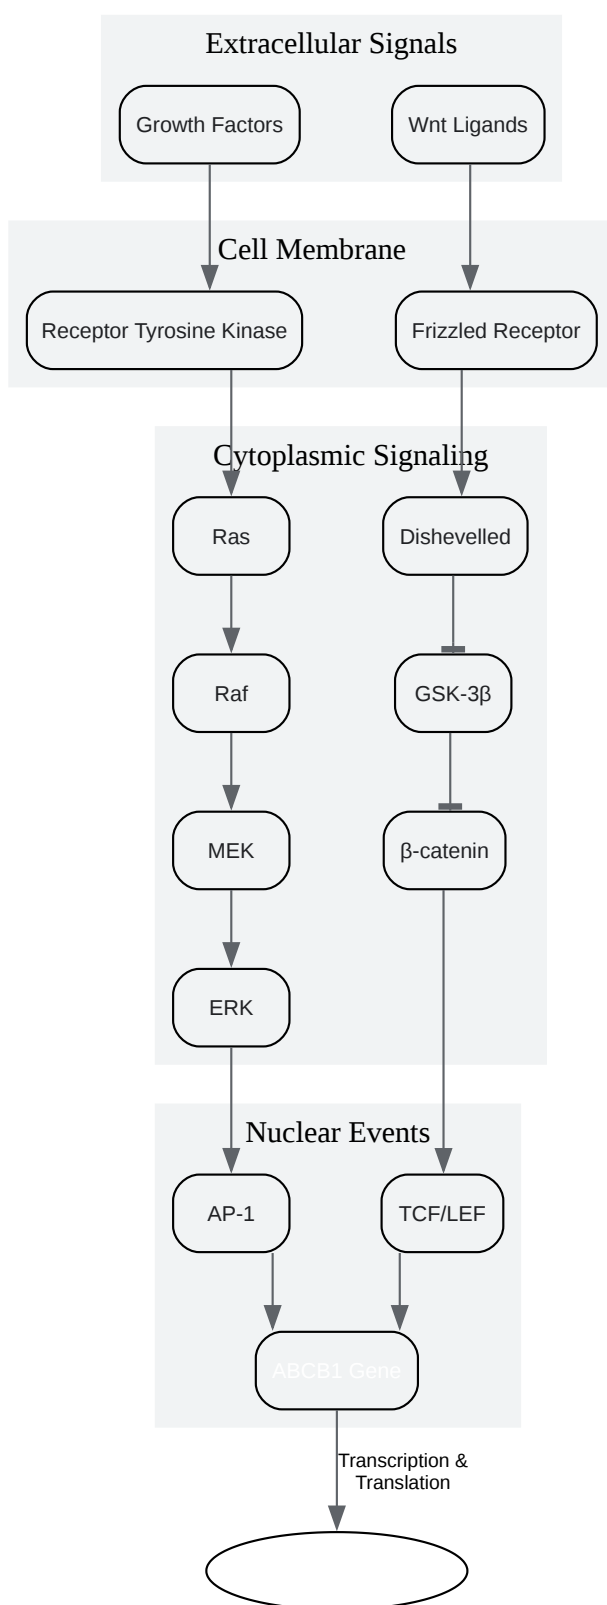 Extracellular Signals
Growth Factors
Wnt Ligands
Cell Membrane
Receptor Tyrosine Kinase
Frizzled Receptor
Cytoplasmic Signaling
Ras
Dishevelled
Raf
GSK-3β
MEK
β-catenin
ERK
Nuclear Events
AP-1
TCF/LEF
ABCB1 Gene
Transcription &
Translation